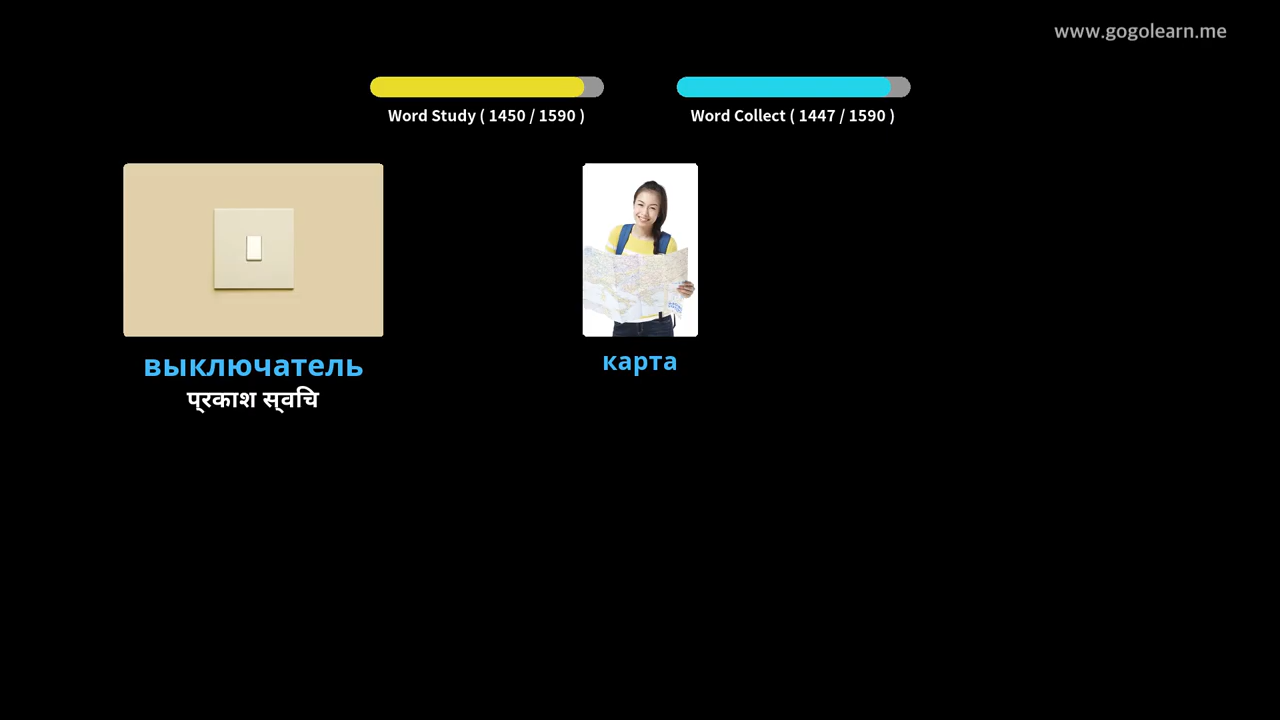 www.gogolearn.me
Word Study ( 1450 / 1590 )
Word Collect ( 1447 / 1590 )
выключатель
प्रकाश स्वचि
карта